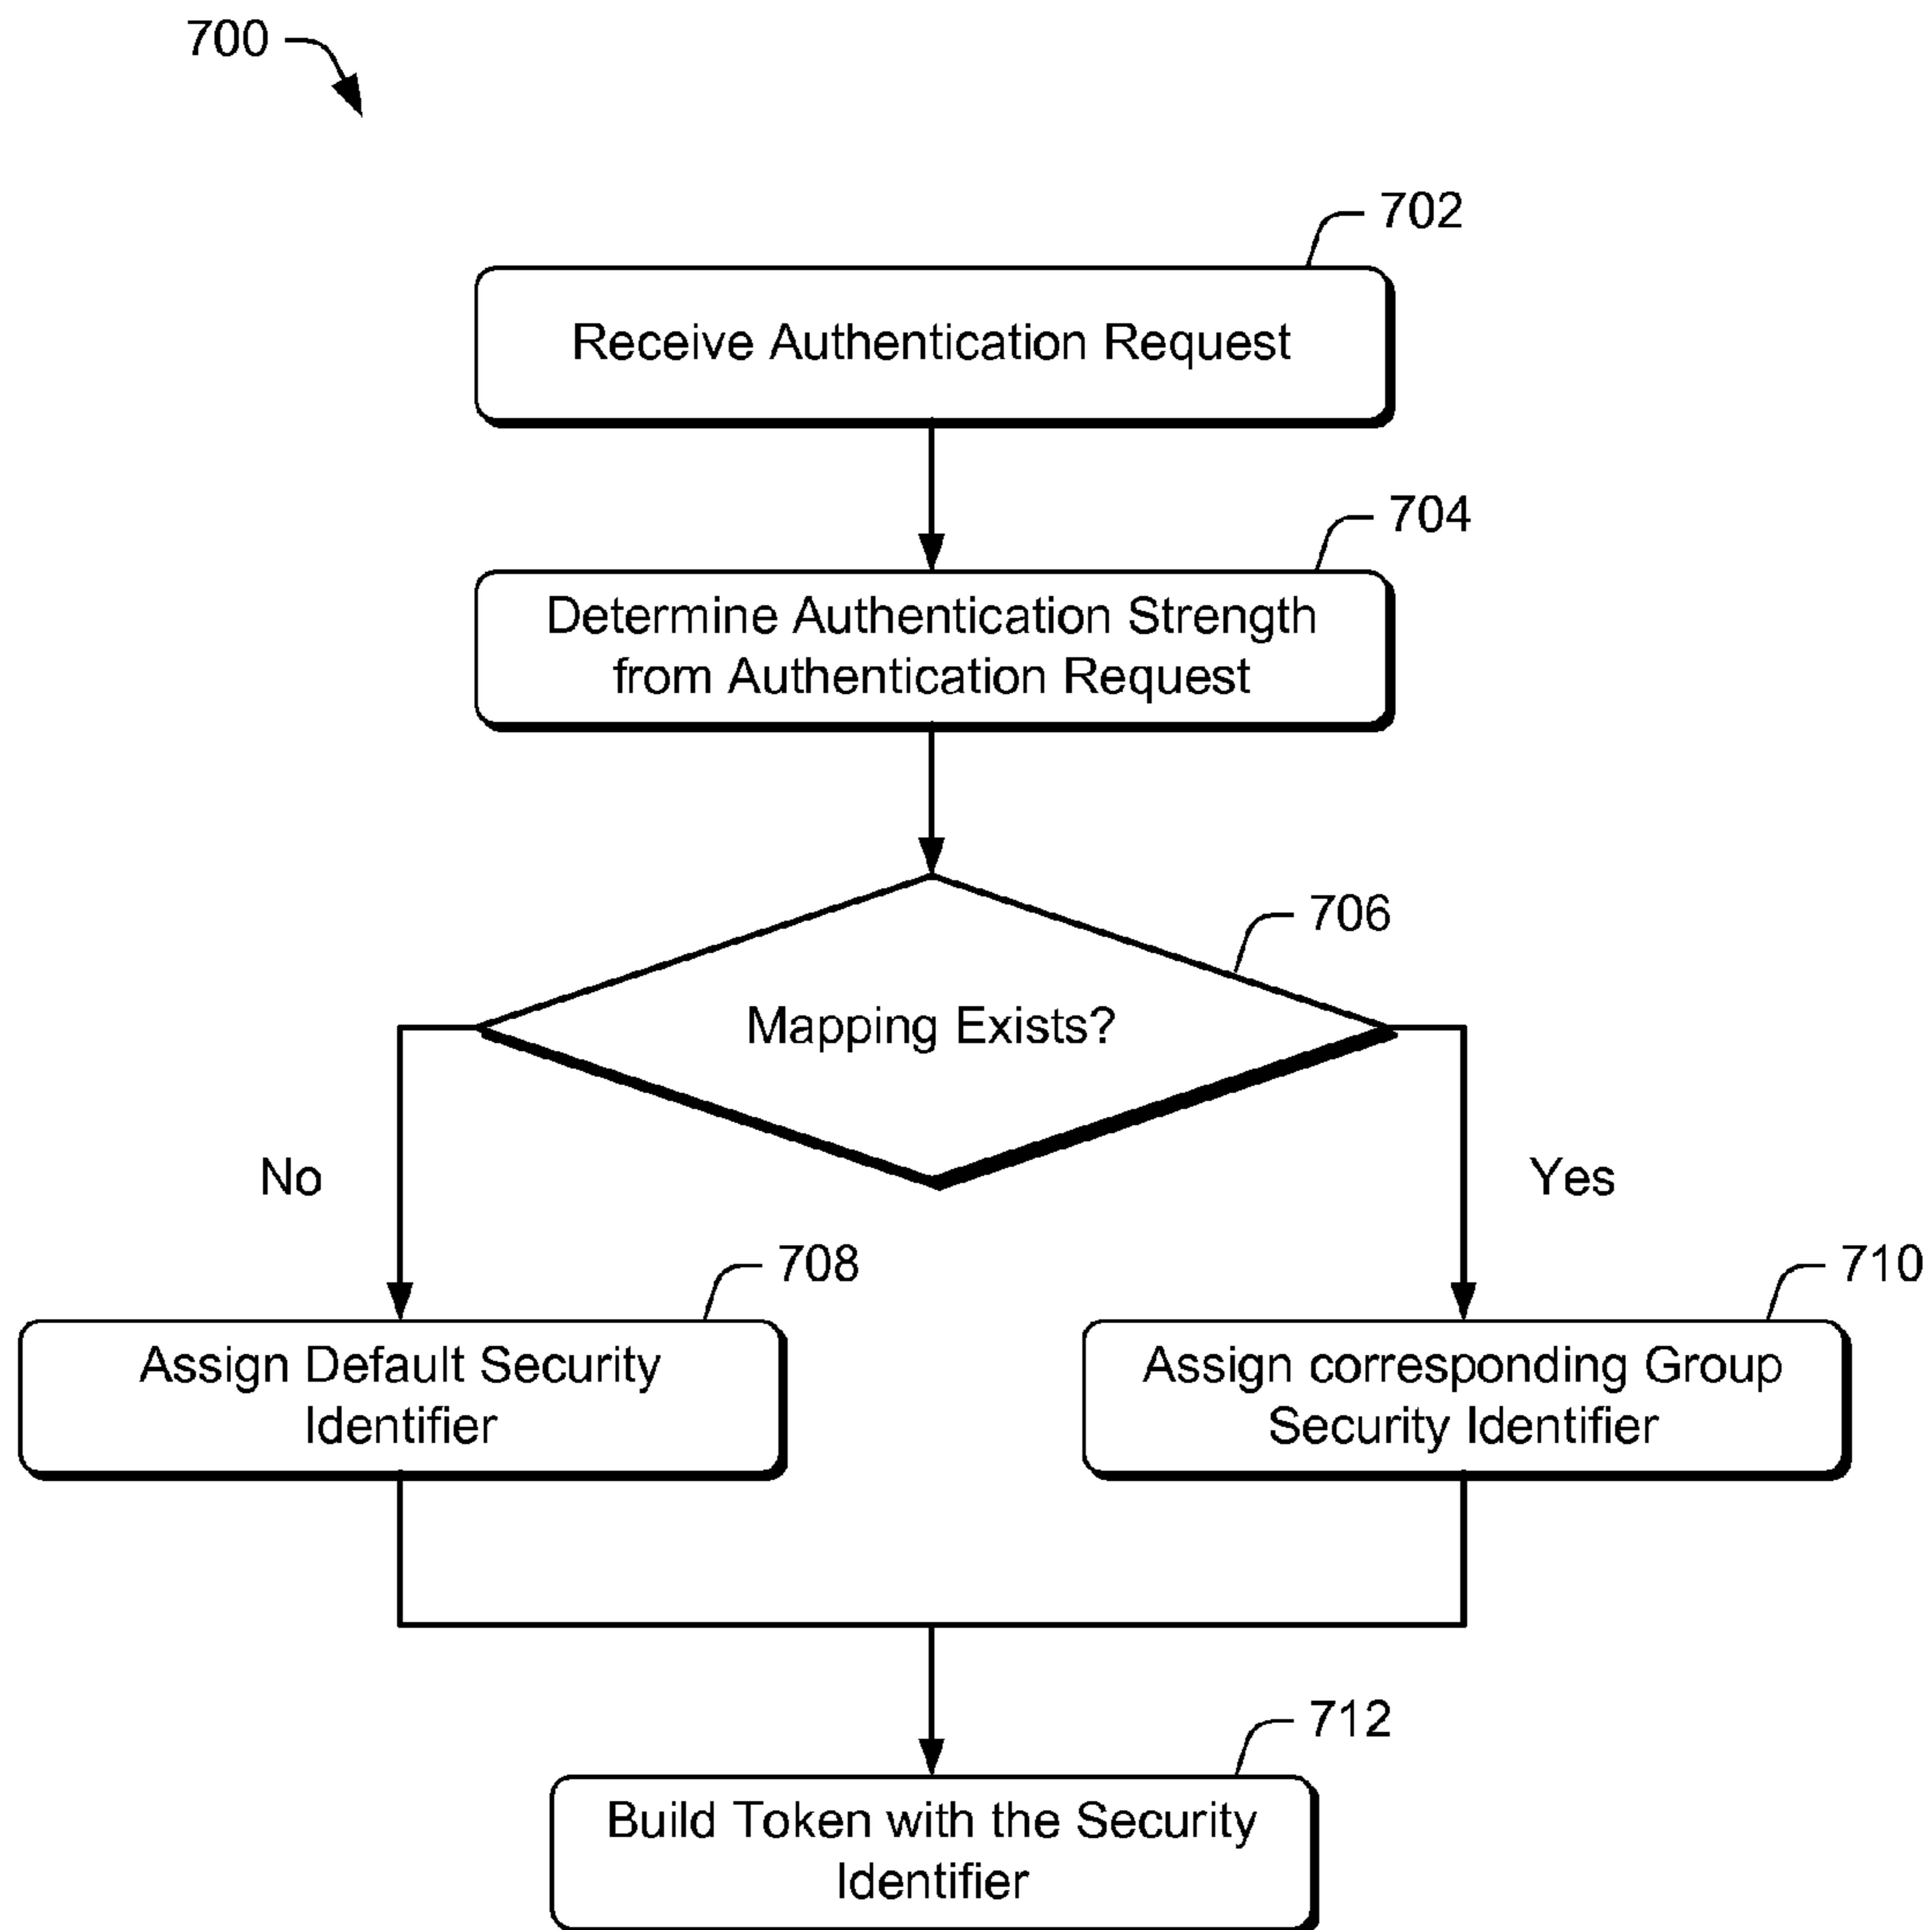 700
702
Receive Authentication Request
704
Determine Authentication Strength
from Authentication Request
706
Mapping Exists?
No
Yes
708
710
Assign Default Security
Identifier
Assign corresponding Group
Security Identifier
712
Build Token with the Security
Identifier